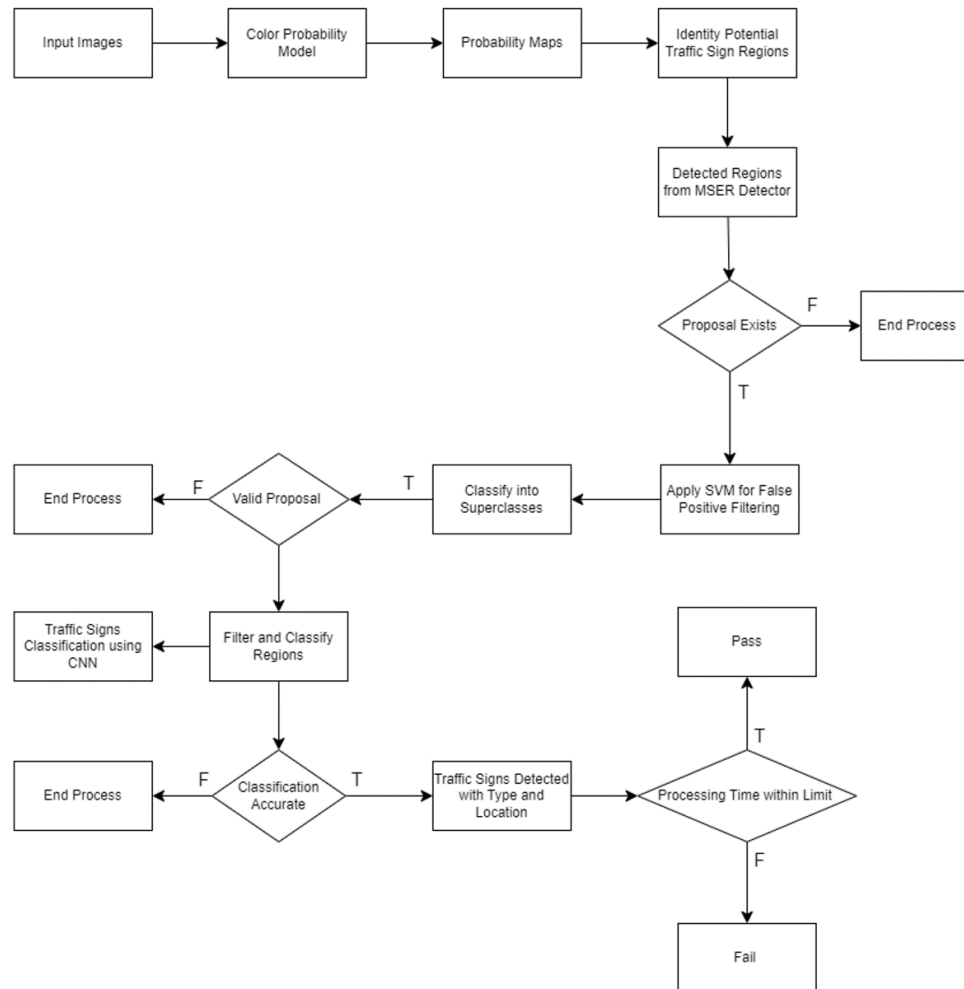 Input Images
Color Probability
Model
Probability Maps
Identity Potential
Traffic Sign Regions
Detected Regions
from MSER Detector
Proposal Exists
F
End Process
T
Apply SVM for False
Positive Filtering
Classify into
Superclasses
T
Valid Proposal
F
End Process
Filter and Classify
Regions
Traffic Signs
Classification using
CNN
Classification
Accurate
F
End Process
T
Traffic Signs Detected
with Type and
Location
Processing Time within Limit
T
Pass
F
Fail